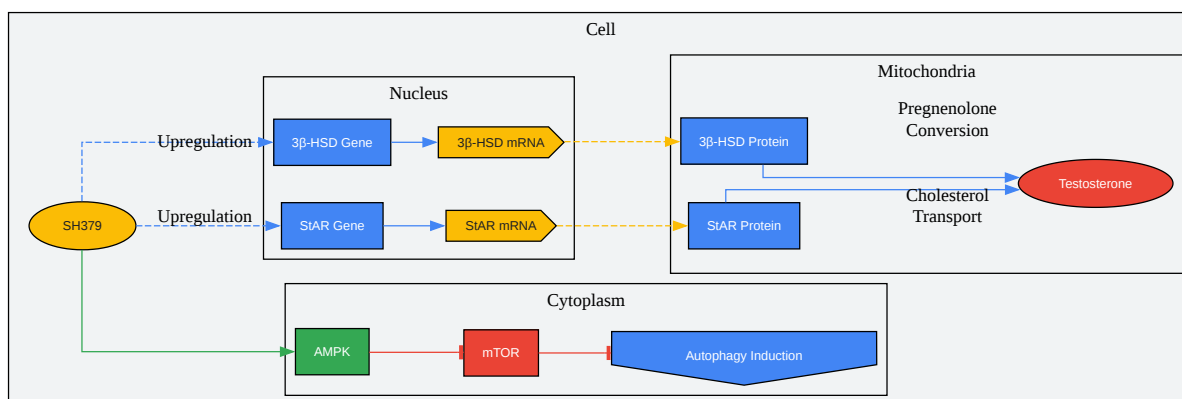 Cell
Nucleus
Mitochondria
Pregnenolone
Conversion
Upregulation
3β-HSD Gene
3β-HSD mRNA
3β-HSD Protein
Testosterone
Cholesterol
Transport
Upregulation
SH379
StAR Gene
StAR mRNA
StAR Protein
Cytoplasm
AMPK
mTOR
Autophagy Induction